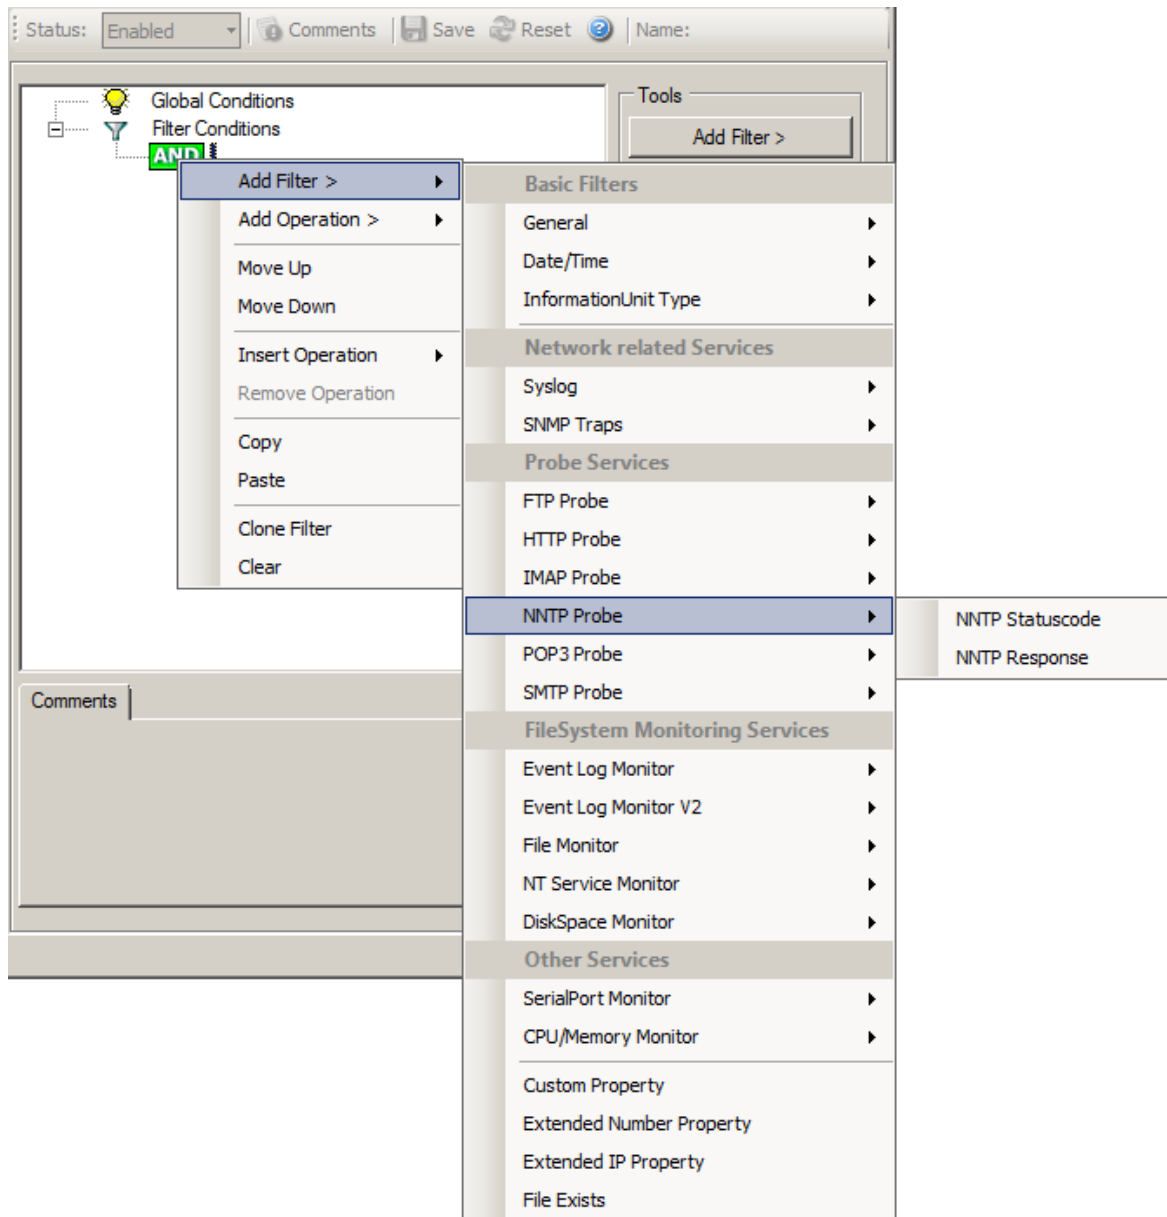 Status: Enabled Comments Save Reset Name:
Global Conditions
Filter Conditions
AND
Tools
Add Filter >
Add Filter >
Add Operation >
Move Up
Move Down
Insert Operation
Remove Operation
Copy
Paste
Clone Filter
Clear
Basic Filters
General
Date/Time
InformationUnit Type
Network related Services
Syslog
SNMP Traps
Probe Services
FTP Probe
HTTP Probe
IMAP Probe
NNTP Probe
POP3 Probe
SMTP Probe
FileSystem Monitoring Services
Event Log Monitor
Event Log Monitor V2
File Monitor
NT Service Monitor
DiskSpace Monitor
Other Services
SerialPort Monitor
CPU/Memory Monitor
Custom Property
Extended Number Property
Extended IP Property
File Exists
NNTP Statuscode
NNTP Response
Comments